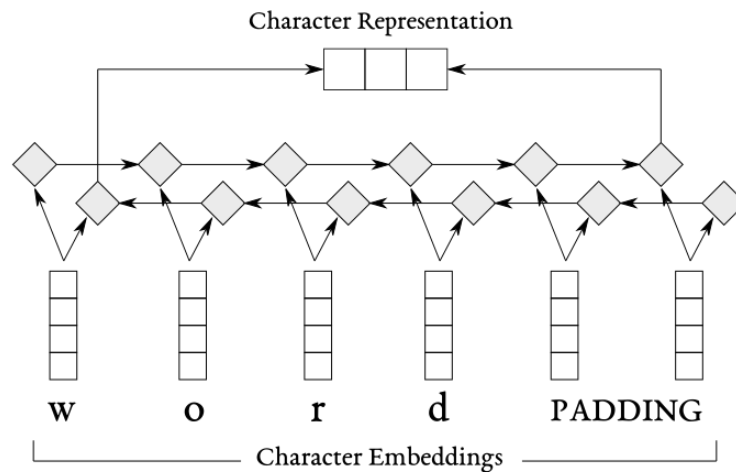 Character Representation
w o r d PADDING
Character Embeddings